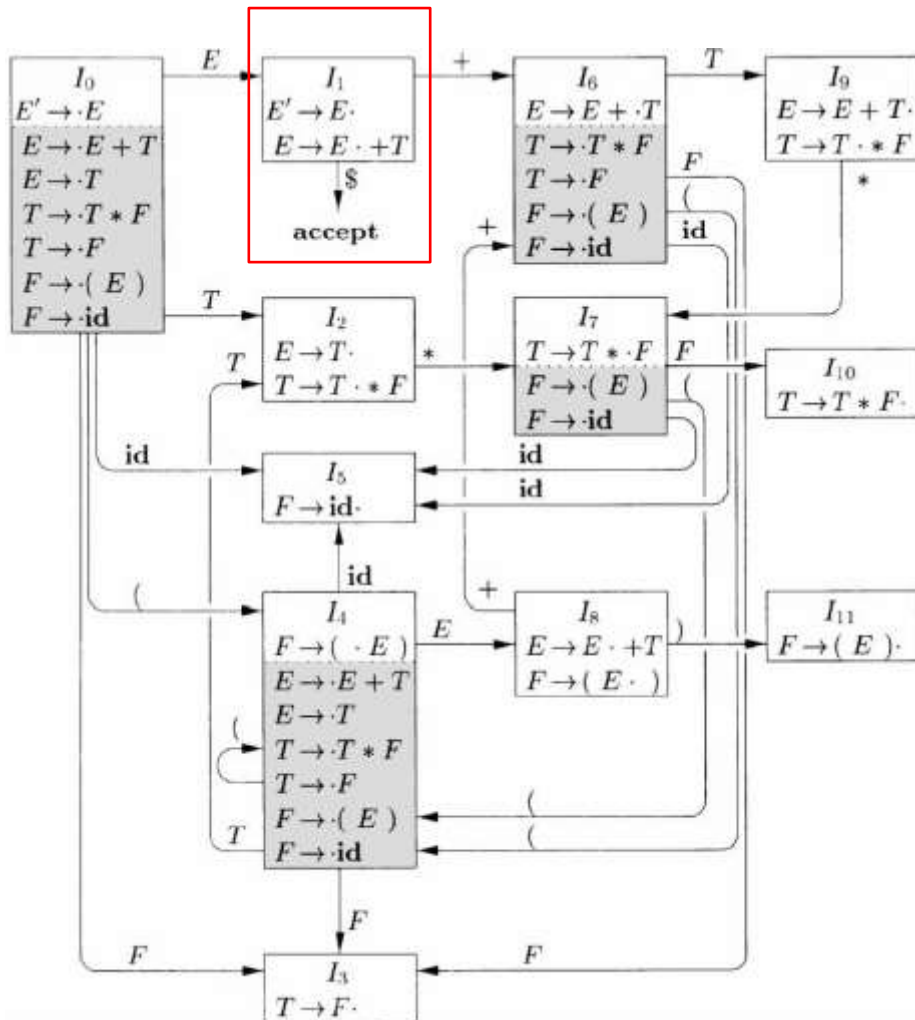 I₀
E′ → ·E
E → ·E + T
E → ·T
T → ·T * F
T → ·F
F → ·( E )
F → ·id
E
I₁
E′ → E·
E → E · +T
$
accept
+
I₆
E → E + ·T
T → ·T * F
T → ·F
F → ·( E )
F → ·id
T
I₉
E → E + T·
T → T · * F
F
(
id
+
*
T
I₂
E → T·
T → T · * F
T
*
I₇
T → T * ·F
F → ·( E )
F → ·id
F
(
I₁₀
T → T * F·
id
I₅
F → id·
id
id
id
(
I₄
F → ( · E )
E → ·E + T
E → ·T
T → ·T * F
T → ·F
F → ·( E )
F → ·id
(
T
E
+
I₈
E → E · +T
F → ( E · )
)
I₁₁
F → ( E )·
(
(
F
F
I₃
T → F·
F